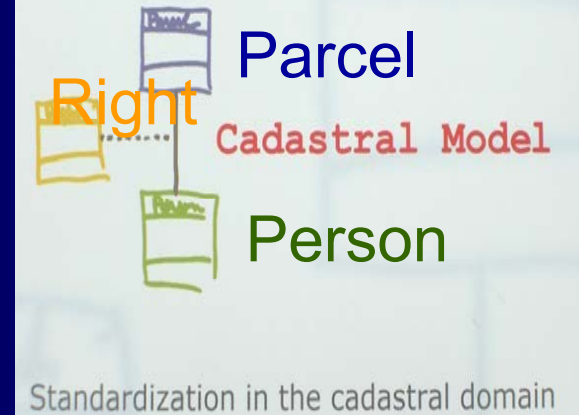 Parcel
Right
Cadastral Model
Person
Standardization in the cadastral domain